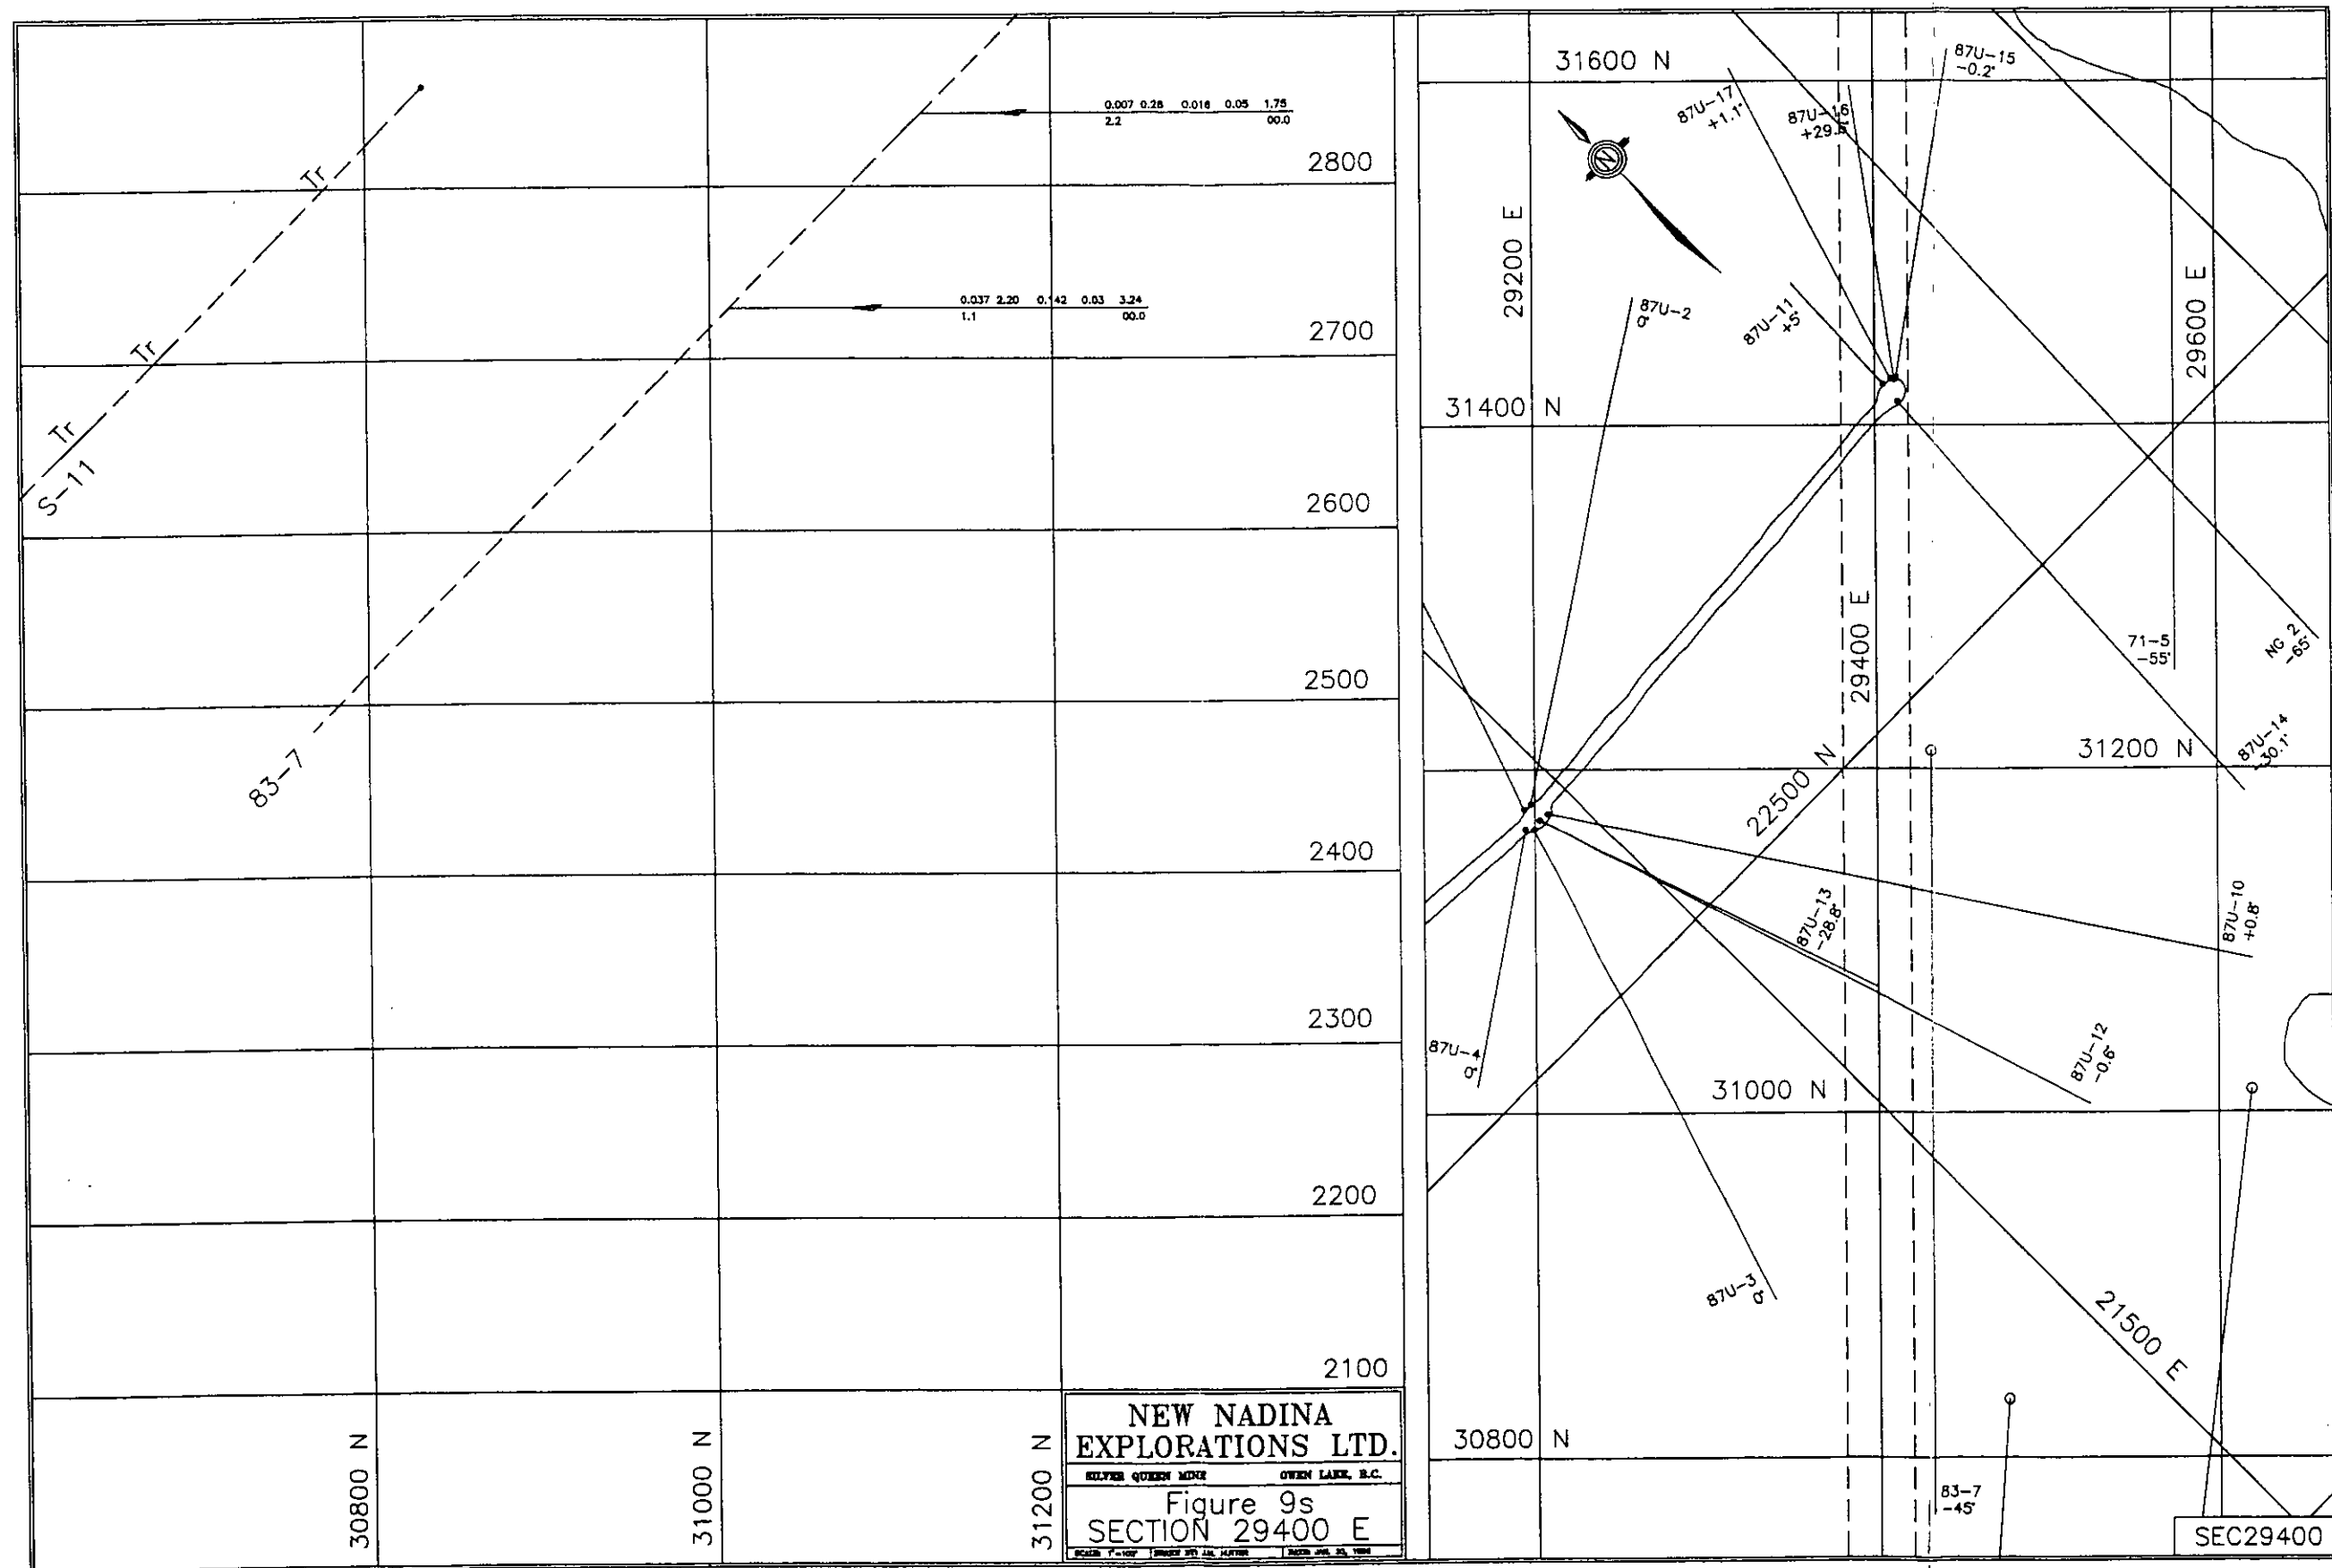 0.007 0.28 0.016 0.05 1.75
2.2 00.0
2800
Tr
0.037 2.20 0.142 0.03 3.24
1.1 00.0
2700
Tr
Tr
S-11
2600
2500
83-7
2400
2300
2200
2100
30800 N
31000 N
31200 N
NEW NADINA
EXPLORATIONS LTD.
SILVER QUEEN MINE OWEN LAKE, B.C.
Figure 9s
SECTION 29400 E
31600 N
87U-15
-0.2°
87U-17
+1.1°
87U-16
N
29200 E
87U-2
0°
87U-11
+5°
29600 E
31400 N
29400 E
71-5
-55°
NG 2
-65°
87U-14
-30.1°
31200 N
22500 N
87U-13
-28.8°
87U-10
+0.8°
87U-4
0°
87U-12
-0.6°
31000 N
87U-3
0°
21500 E
30800 N
83-7
-45°
SEC29400